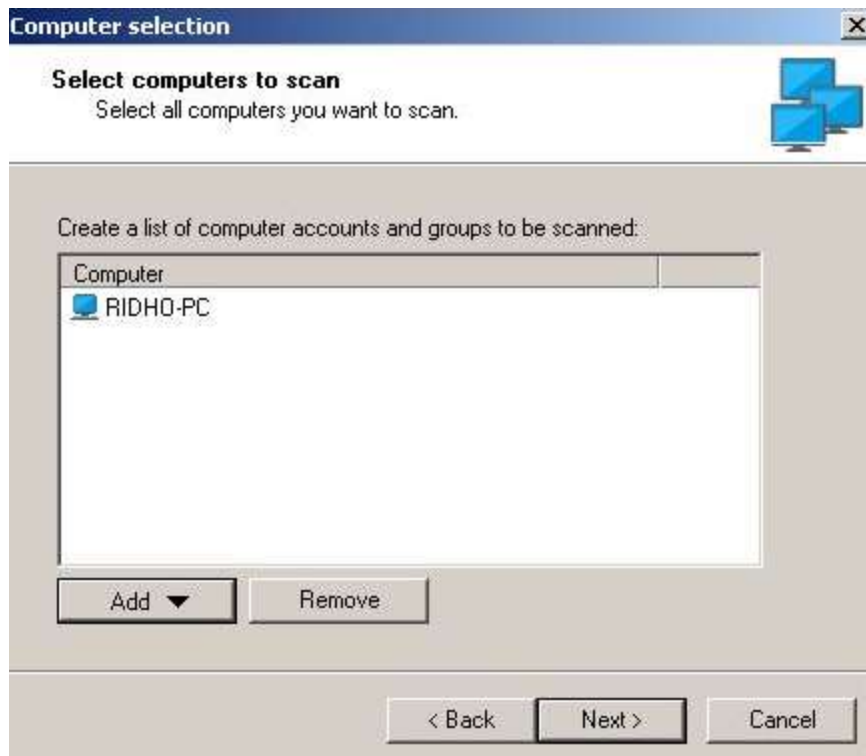 Computer selection
Select computers to scan
Select all computers you want to scan.
Create a list of computer accounts and groups to be scanned:
Computer
RIDHO-PC
Add
Remove
< Back
Next >
Cancel